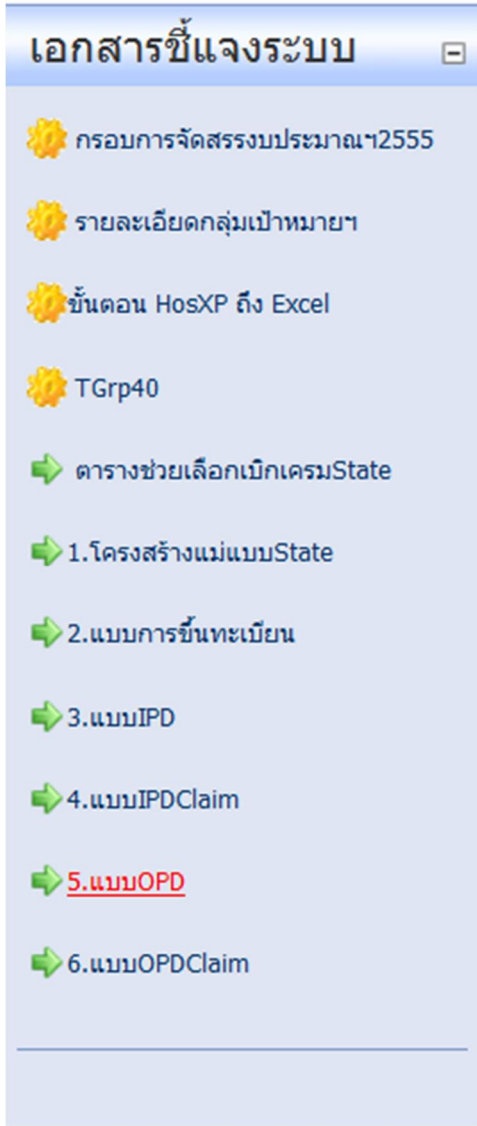 เอกสารชี้แจงระบบ
กรอบการจัดสรรงบประมาณฯ2555
รายละเอียดกลุ่มเป้าหมายฯ
ขั้นตอน HosXP ถึง Excel
TGrp40
ตารางช่วยเลือกเบิกเครมState
1.โครงสร้างแม่แบบState
2.แบบการขึ้นทะเบียน
3.แบบIPD
4.แบบIPDClaim
5.แบบOPD
6.แบบOPDClaim